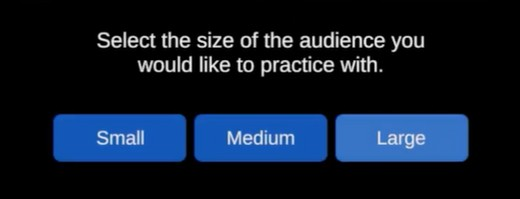 Select the size of the audience you
would like to practice with.
Small Medium Large